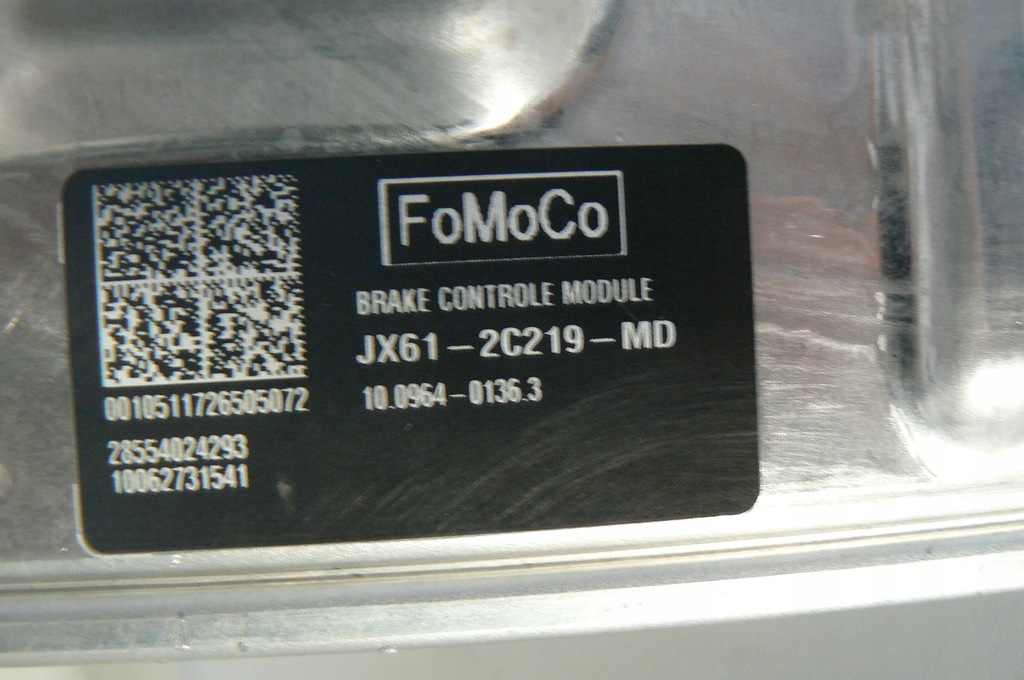 FoMoCo
BRAKE CONTROLE MODULE
JX61-2C219-MD
10.0964-0136.3
0010511726505072
28554024293
10062731541